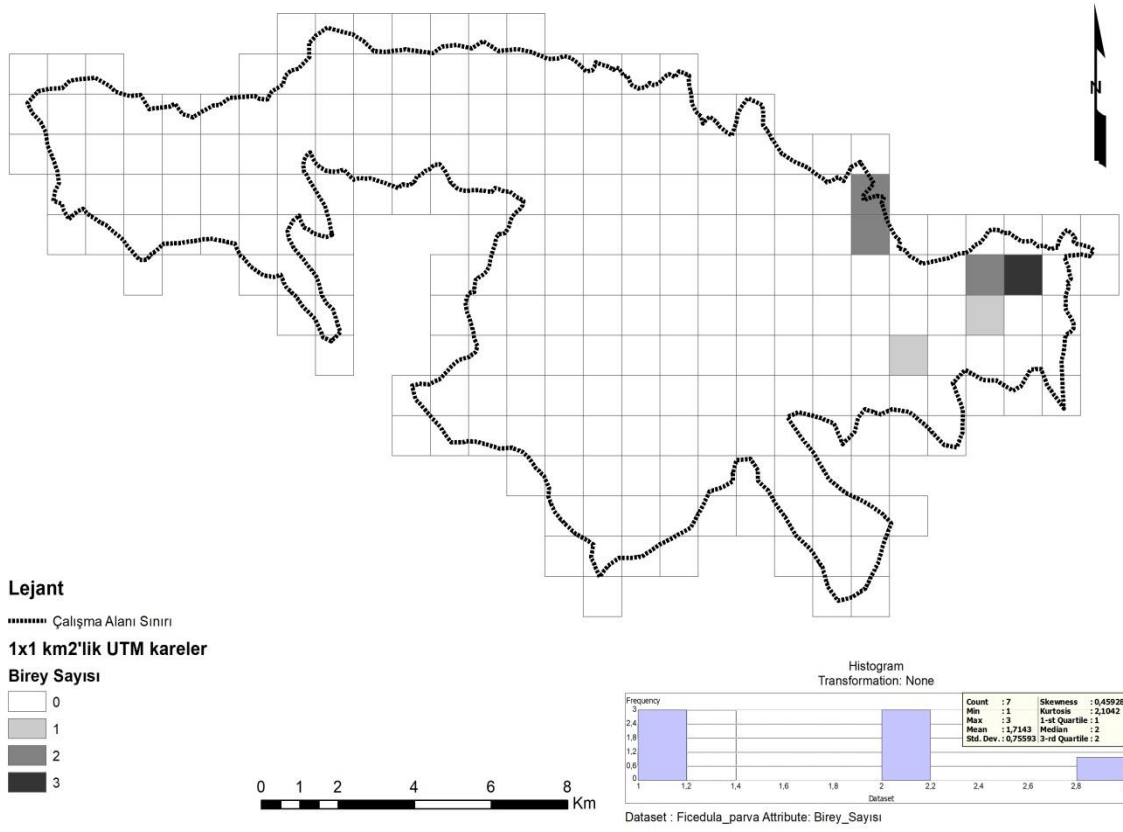 N
Lejant
Çalışma Alanı Sınırı
1x1 km2'lik UTM kareler
Birey Sayısı
0
1
2
3
0 2 4 6 8
Km
Histogram
Transformation: None
Frequency
3
2,4
1,8
1,2
0,6
0
1 1,2 1,4 1,6 1,8 2 2,2 2,4 2,6 2,8
Dataset
Count : 7 Skewness : 0,45928
Min : 1 Kurtosis : 2,1042
Max : 3 1-st Quartile : 1
Mean : 1,7143 Median : 2
Std. Dev. : 0,75593 3-rd Quartile : 2
Dataset : Ficedula_parva Attribute: Birey_Sayısı